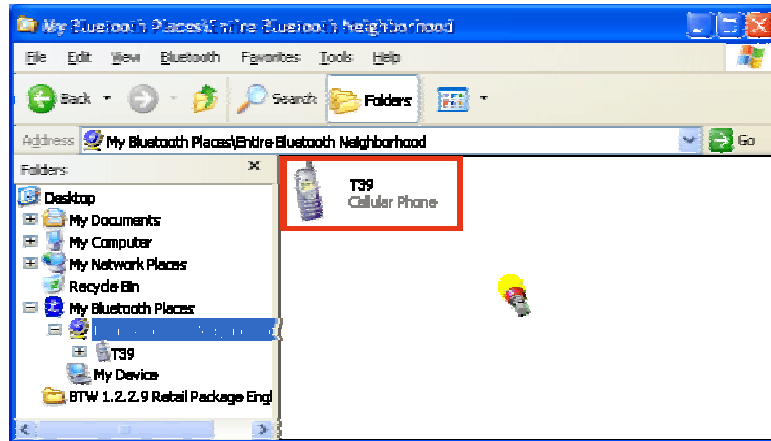 My Bluetooth Places\Entire Bluetooth Neighborhood
File Edit View Bluetooth Favorites Tools Help
Back Search Folders
Address My Bluetooth Places\Entire Bluetooth Neighborhood Go
Folders x
Desktop
My Documents
My Computer
My Network Places
Recycle Bin
My Bluetooth Places
T39
My Device
BTW 1.2.2.9 Retail Package Engl
T39
Cellular Phone